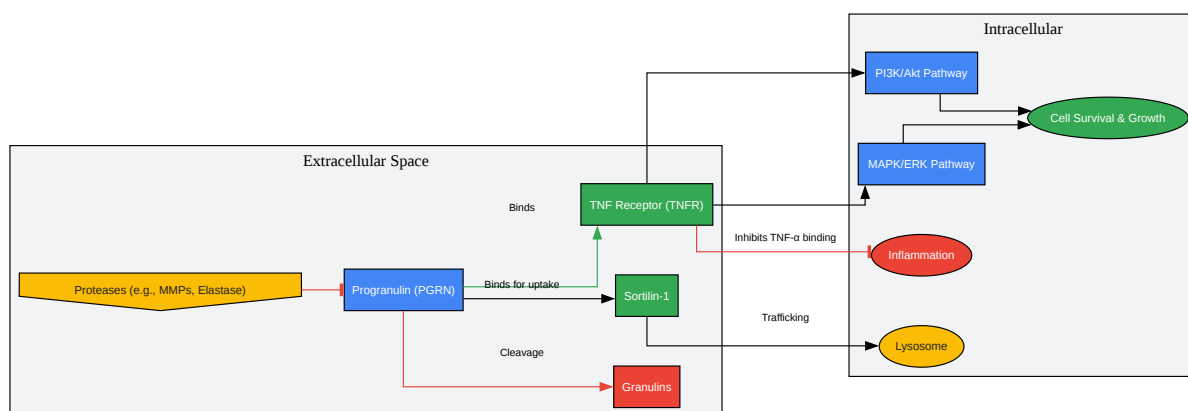 Intracellular
PI3K/Akt Pathway
Cell Survival & Growth
MAPK/ERK Pathway
Extracellular Space
TNF Receptor (TNFR)
Binds
Inhibits TNF-α binding
Inflammation
Proteases (e.g., MMPs, Elastase)
Progranulin (PGRN)
Binds for uptake
Sortilin-1
Trafficking
Lysosome
Cleavage
Granulins